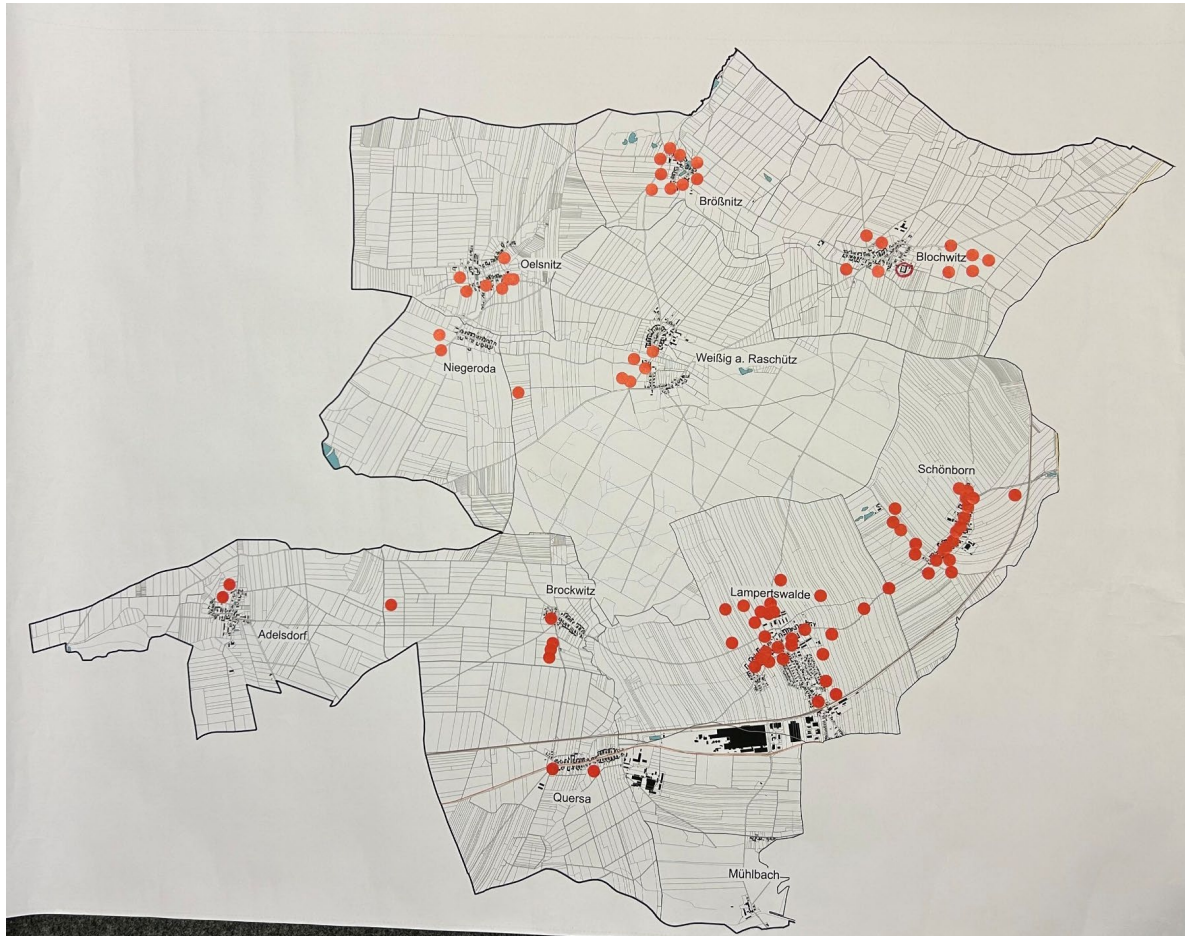 Brößnitz
Blochwitz
Oelsnitz
Weißig a. Raschütz
Niegeroda
Schönborn
Brockwitz
Lampertswalde
Adelsdorf
Quersa
Mühlbach